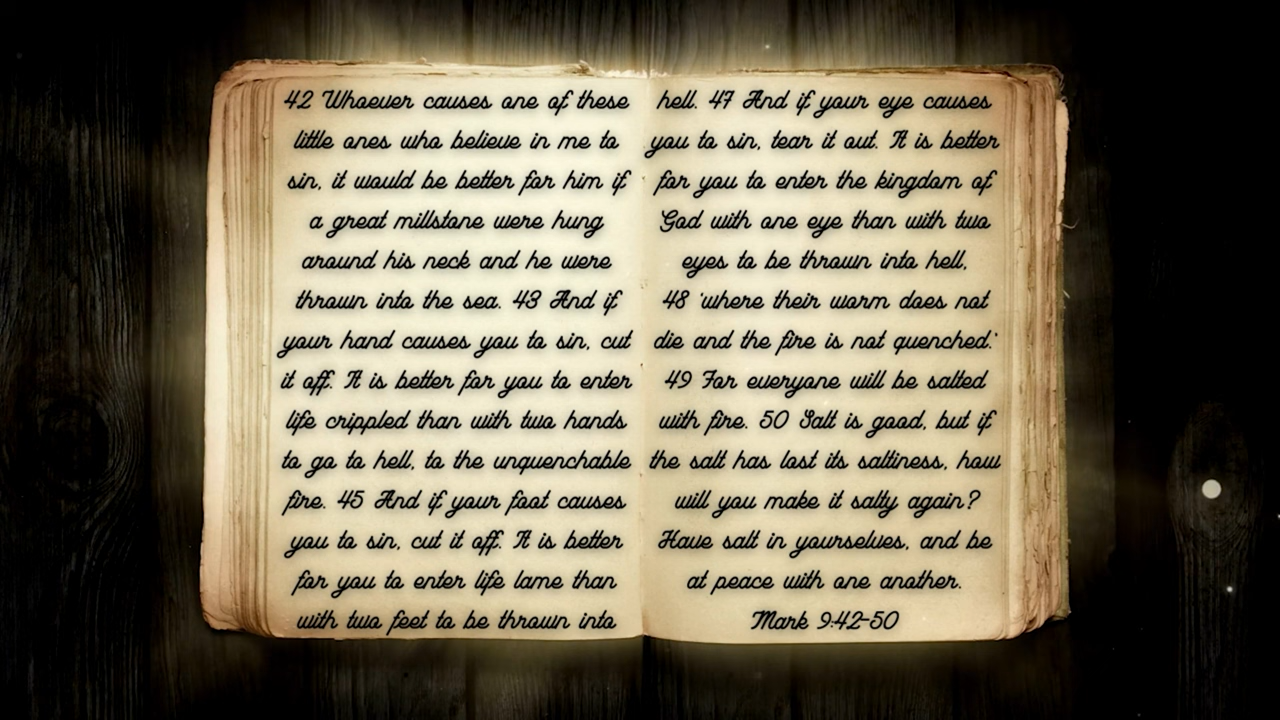 42 Whoever causes one of these
little ones who believe in me to
sin, it would be better for him if
a great millstone were hung
around his neck and he were
thrown into the sea. 43 And if
your hand causes you to sin, cut
it off. It is better for you to enter
life crippled than with two hands
to go to hell, to the unquenchable
fire. 45 And if your foot causes
you to sin, cut it off. It is better
for you to enter life lame than
with two feet to be thrown into
hell. 47 And if your eye causes
you to sin, tear it out. It is better
for you to enter the kingdom of
God with one eye than with two
eyes to be thrown into hell,
48 'where their worm does not
die and the fire is not quenched.'
49 For everyone will be salted
with fire. 50 Salt is good, but if
the salt has lost its saltiness, how
will you make it salty again?
Have salt in yourselves, and be
at peace with one another.
Mark 9:42-50